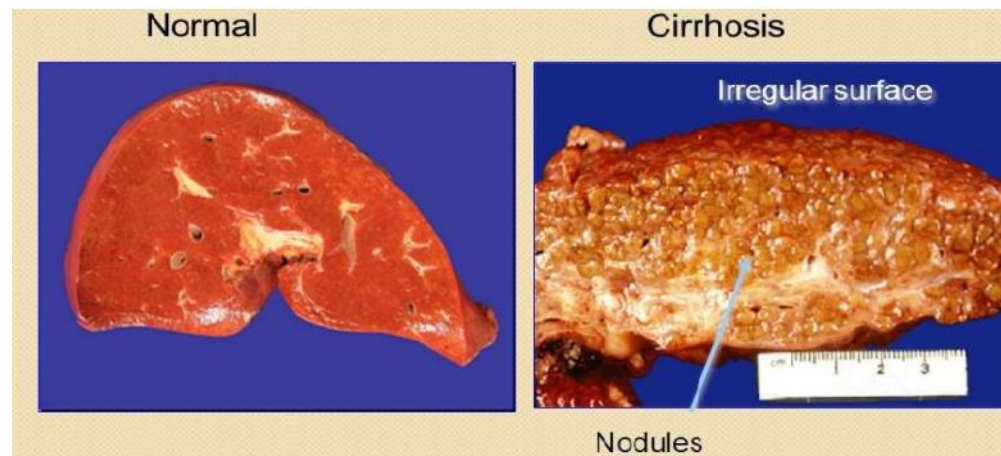 Normal
Cirrhosis
Irregular surface
cm 1 2 3
Nodules